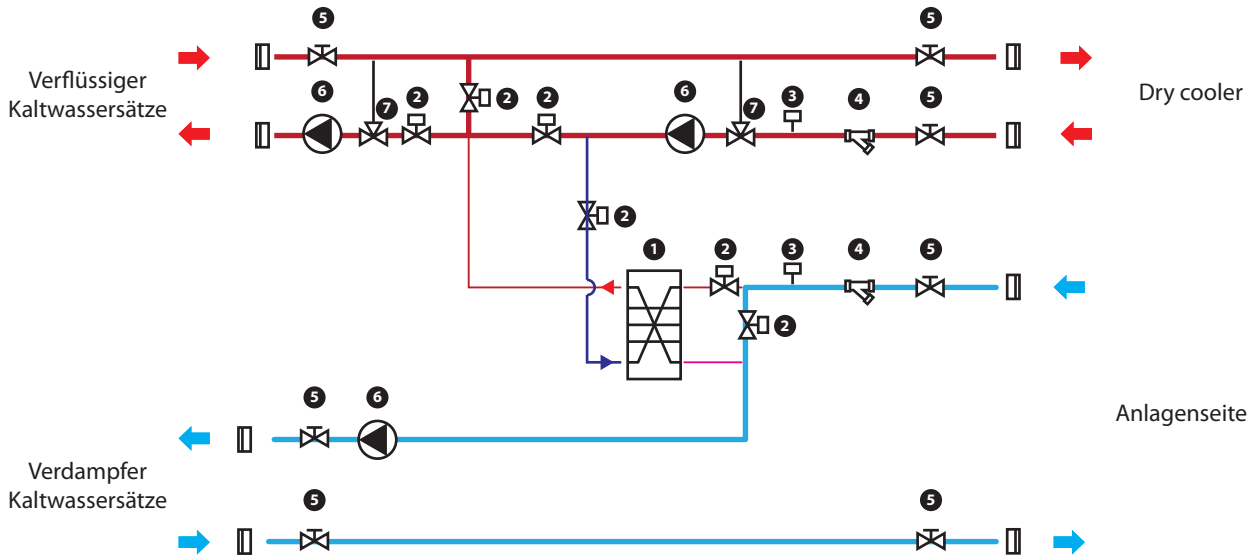 5 5
Verflüssiger
Kaltwassersätze
6 7 2 2 2 6 7 3 4 5
Dry cooler
2
1 2 3 4 5
2
5 6
Anlagenseite
Verdampfer
Kaltwassersätze
5 5